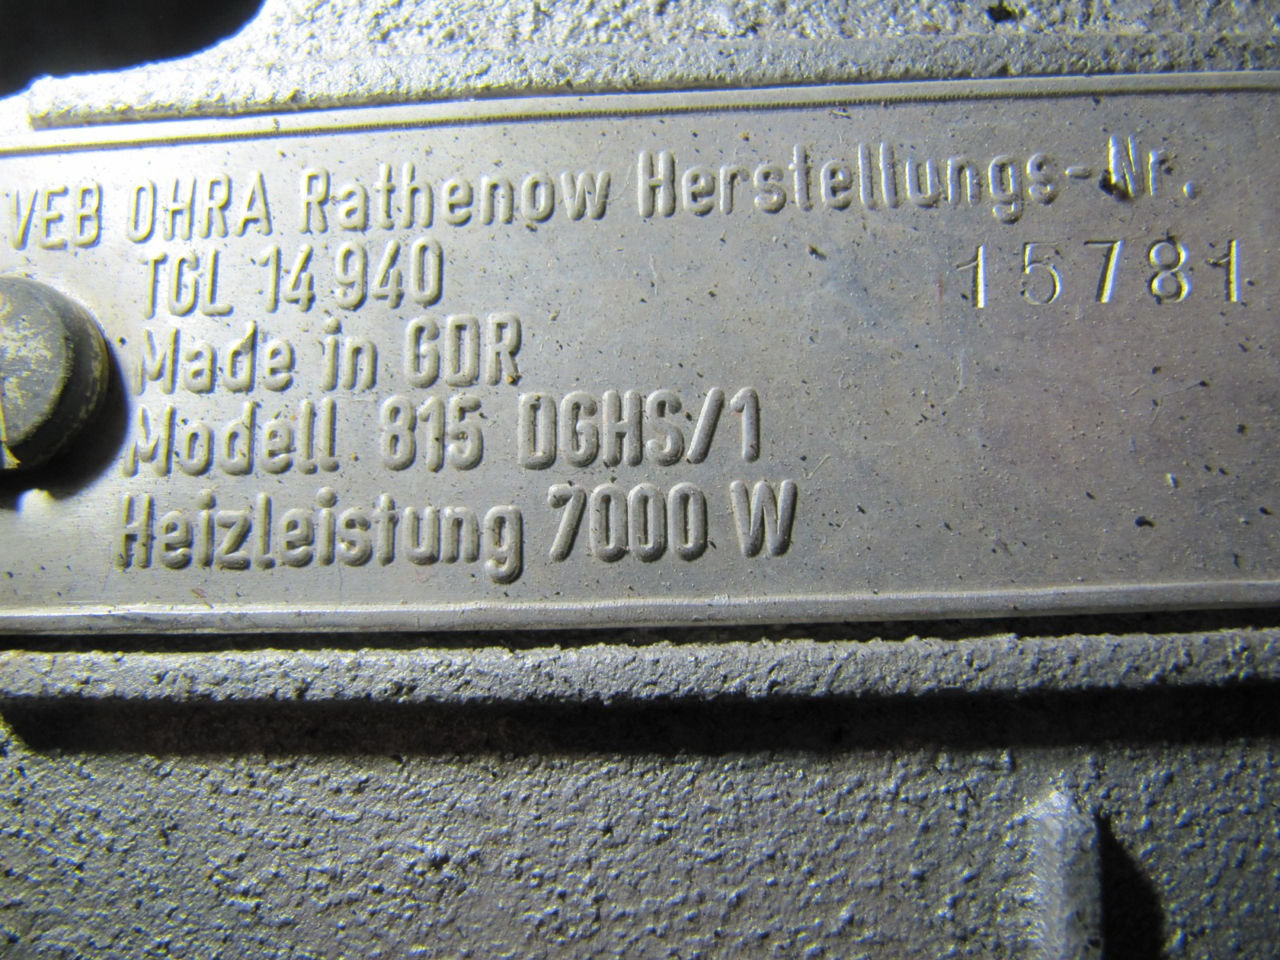 VEB OHRA Rathenow Herstellungs-Nr.
TGL 14 940
15781
Made in GDR
Modell 815 DGHS/1
Heizleistung 7000 W